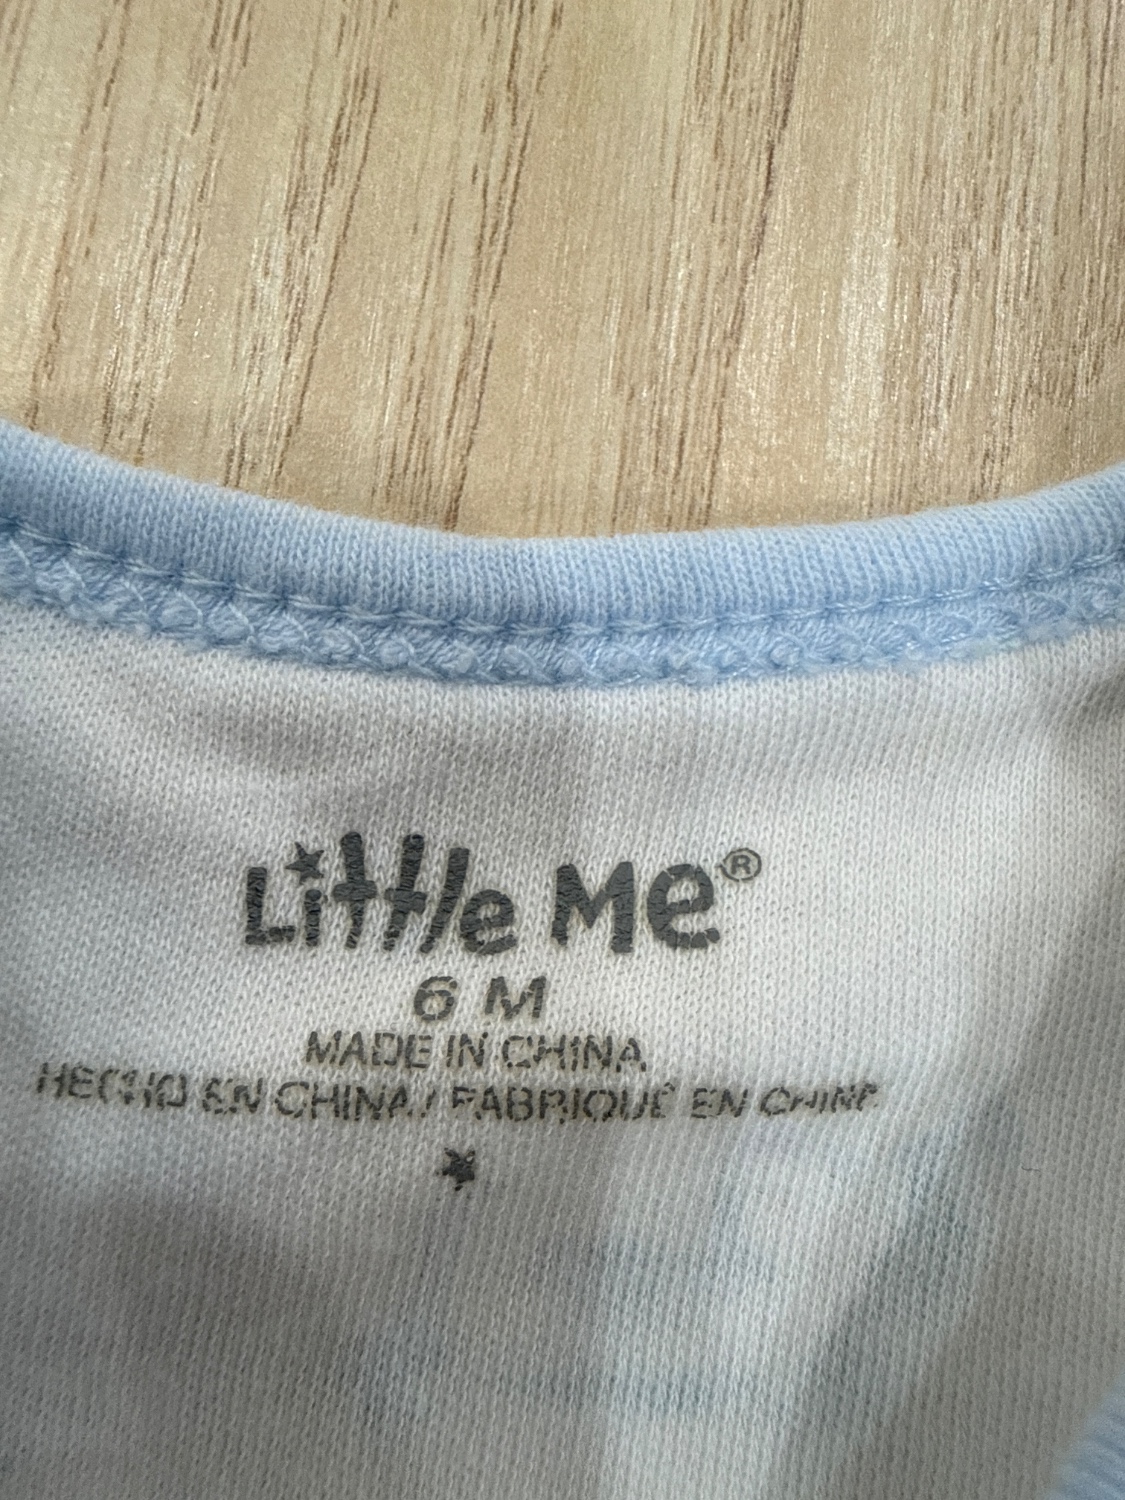 Little Me®
6 M
MADE IN CHINA
HECHO EN CHINA / FABRIQUÉ EN CHINE